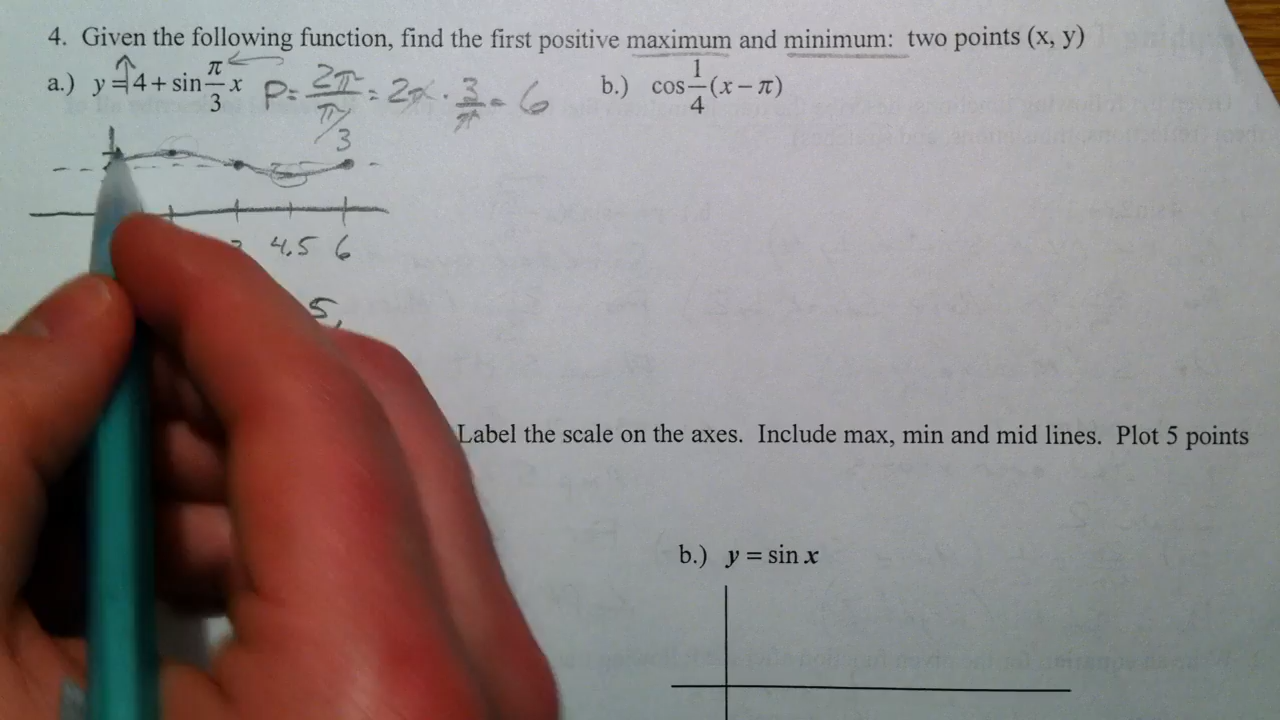 4. Given the following function, find the first positive maximum and minimum: two points (x, y)
a.) y = 4 + sin π/3 x P = 2π/(π/3) = 2π · 3/π = 6
b.) cos 1/4 (x − π)
4.5 6
5,
Label the scale on the axes. Include max, min and mid lines. Plot 5 points
b.) y = sin x